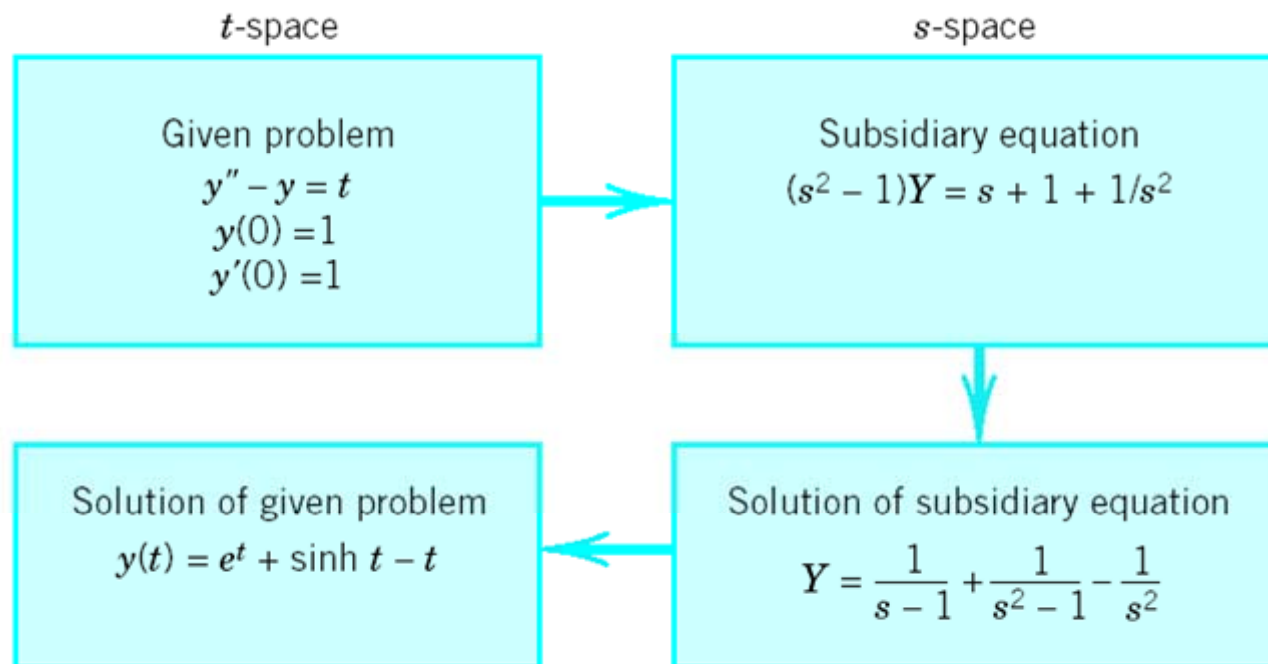 t-space
Given problem
y″ – y = t
y(0) =1
y′(0) =1
s-space
Subsidiary equation
(s² – 1)Y = s + 1 + 1/s²
Solution of given problem
y(t) = eᵗ + sinh t – t
Solution of subsidiary equation
Y = 1/(s – 1) + 1/(s² – 1) – 1/s²